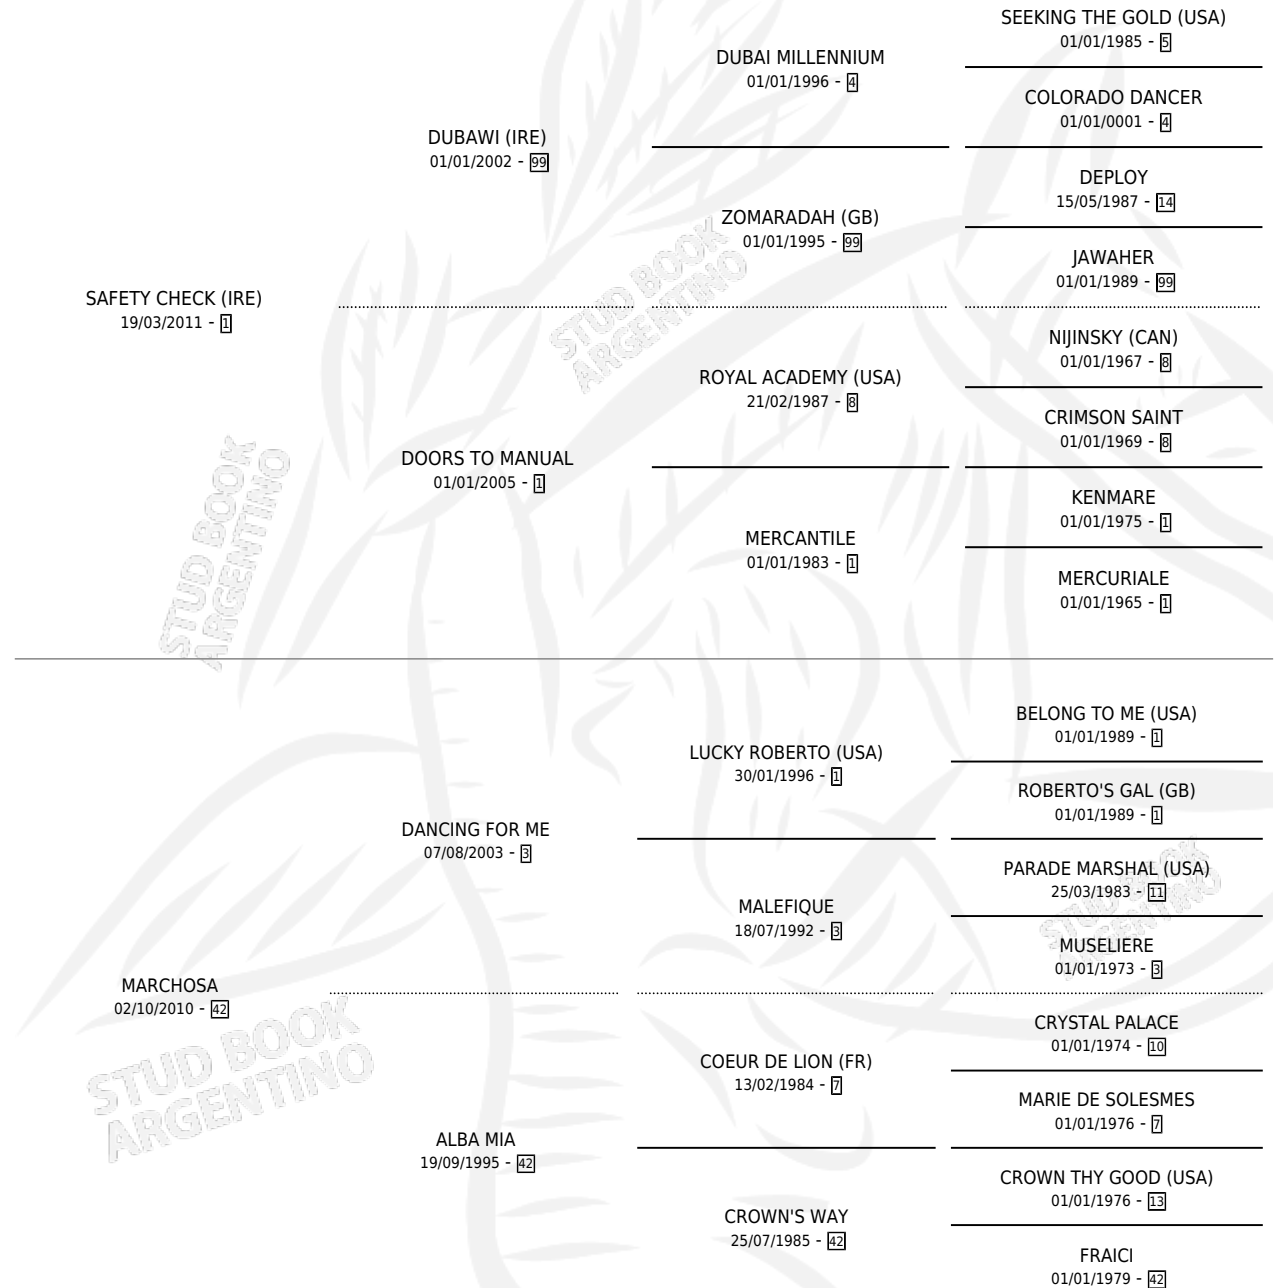 SEEKING THE GOLD (USA)
01/01/1985 - 5
DUBAI MILLENNIUM
01/01/1996 - 4
COLORADO DANCER
01/01/0001 - 4
DUBAWI (IRE)
01/01/2002 - 99
DEPLOY
15/05/1987 - 14
ZOMARADAH (GB)
01/01/1995 - 99
JAWAHER
01/01/1989 - 99
SAFETY CHECK (IRE)
19/03/2011 - 1
NIJINSKY (CAN)
01/01/1967 - 8
ROYAL ACADEMY (USA)
21/02/1987 - 8
CRIMSON SAINT
01/01/1969 - 8
DOORS TO MANUAL
01/01/2005 - 1
KENMARE
01/01/1975 - 1
MERCANTILE
01/01/1983 - 1
MERCURIALE
01/01/1965 - 1
BELONG TO ME (USA)
01/01/1989 - 1
LUCKY ROBERTO (USA)
30/01/1996 - 1
ROBERTO'S GAL (GB)
01/01/1989 - 1
DANCING FOR ME
07/08/2003 - 3
PARADE MARSHAL (USA)
25/03/1983 - 11
MALEFIQUE
18/07/1992 - 3
MUSELIERE
01/01/1973 - 3
MARCHOSA
02/10/2010 - 42
CRYSTAL PALACE
01/01/1974 - 10
COEUR DE LION (FR)
13/02/1984 - 7
MARIE DE SOLESMES
01/01/1976 - 7
ALBA MIA
19/09/1995 - 42
CROWN THY GOOD (USA)
01/01/1976 - 13
CROWN'S WAY
25/07/1985 - 42
FRAICI
01/01/1979 - 42
STUD BOOK
ARGENTINO
STUD BOOK
ARGENTINO
STUD BOOK
ARGENTINO
STUD BOOK
ARGENTINO